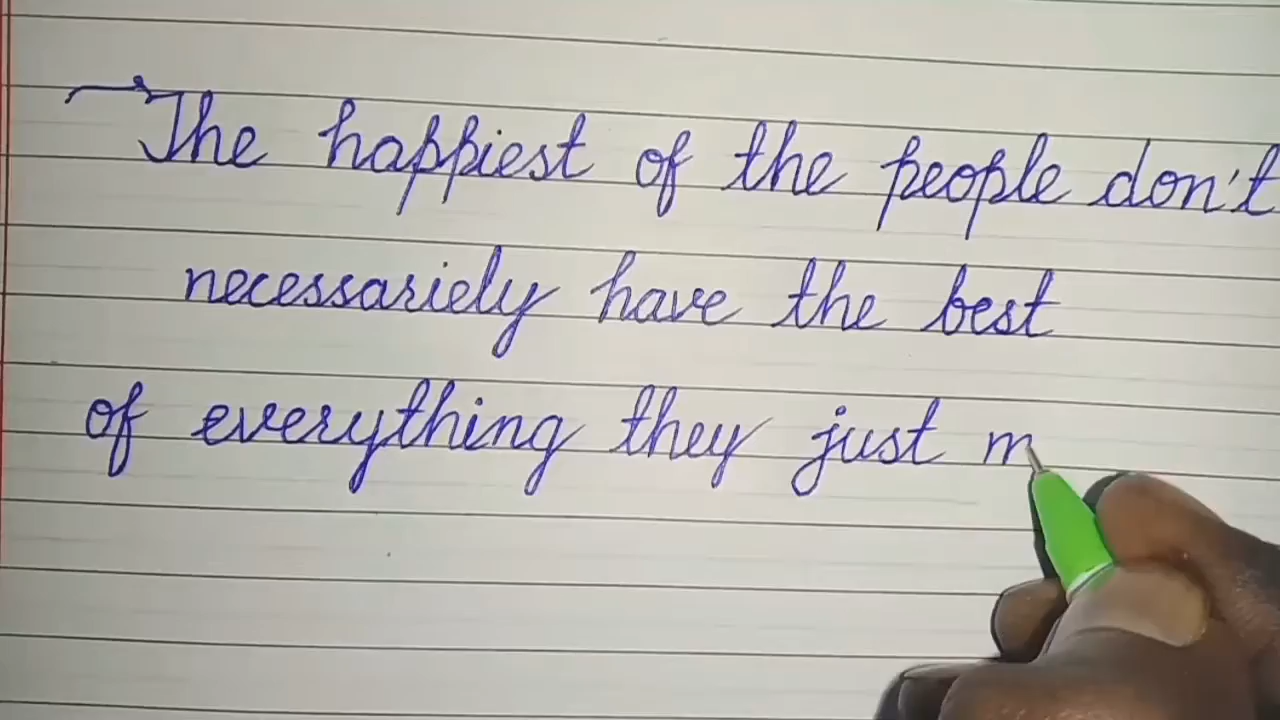 The happiest of the people don't
necessariely have the best
of everything they just m